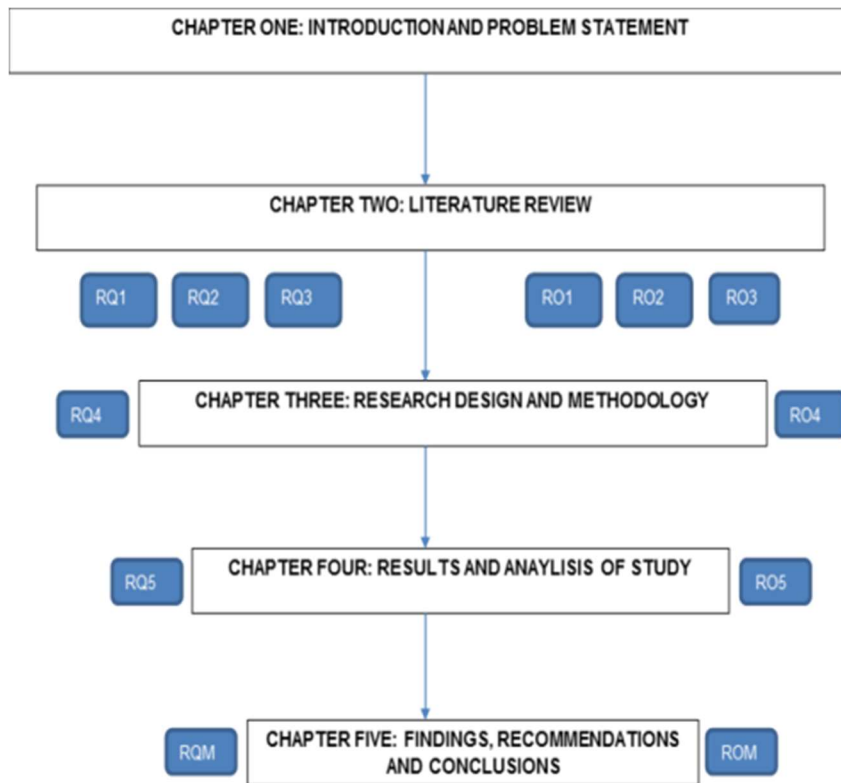 CHAPTER ONE: INTRODUCTION AND PROBLEM STATEMENT
CHAPTER TWO: LITERATURE REVIEW
RQ1 RQ2 RQ3 RO1 RO2 RO3
RQ4 CHAPTER THREE: RESEARCH DESIGN AND METHODOLOGY RO4
RQ5 CHAPTER FOUR: RESULTS AND ANAYLISIS OF STUDY RO5
RQM CHAPTER FIVE: FINDINGS, RECOMMENDATIONS ROM
AND CONCLUSIONS